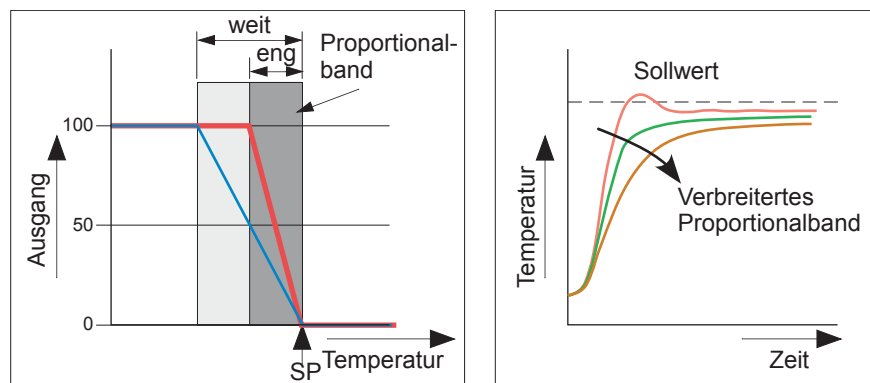 weit
eng
Proportional-
band
100
50
0
Ausgang
Temperatur
SP
Sollwert
Verbreitertes
Proportionalband
Temperatur
Zeit